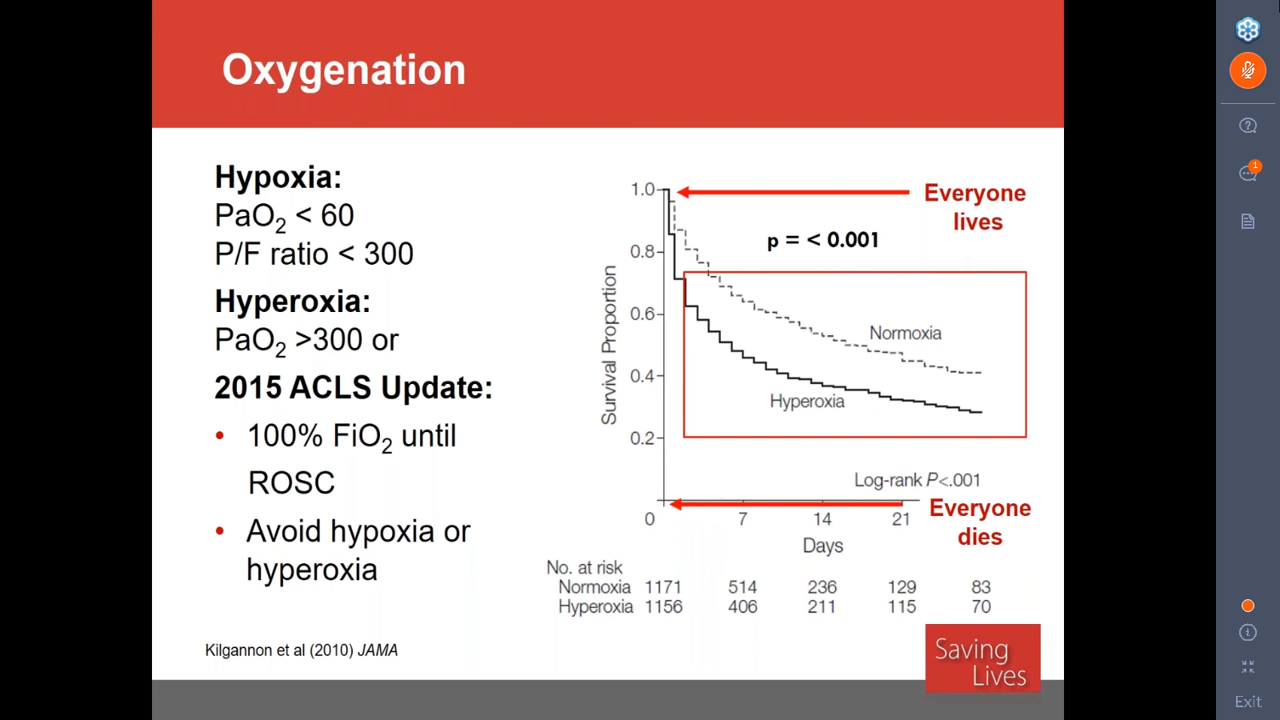 Oxygenation
Hypoxia:
PaO₂ < 60
P/F ratio < 300
Hyperoxia:
PaO₂ >300 or
2015 ACLS Update:
• 100% FiO₂ until
ROSC
• Avoid hypoxia or
hyperoxia
Kilgannon et al (2010) JAMA
1.0
0.8
0.6
0.4
0.2
0
Survival Proportion
Everyone
lives
p = < 0.001
Normoxia
Hyperoxia
Log-rank P<.001
Everyone
dies
7 14 21
Days
No. at risk
Normoxia 1171 514 236 129 83
Hyperoxia 1156 406 211 115 70
Saving
Lives
1
Exit